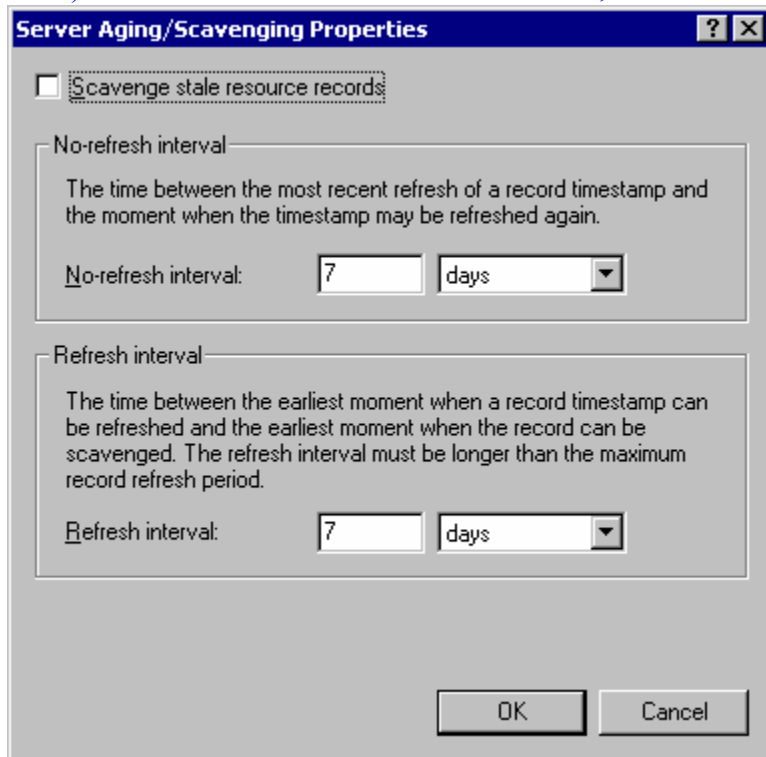 Server Aging/Scavenging Properties
Scavenge stale resource records
No-refresh interval
The time between the most recent refresh of a record timestamp and
the moment when the timestamp may be refreshed again.
No-refresh interval: 7 days
Refresh interval
The time between the earliest moment when a record timestamp can
be refreshed and the earliest moment when the record can be
scavenged. The refresh interval must be longer than the maximum
record refresh period.
Refresh interval: 7 days
OK Cancel